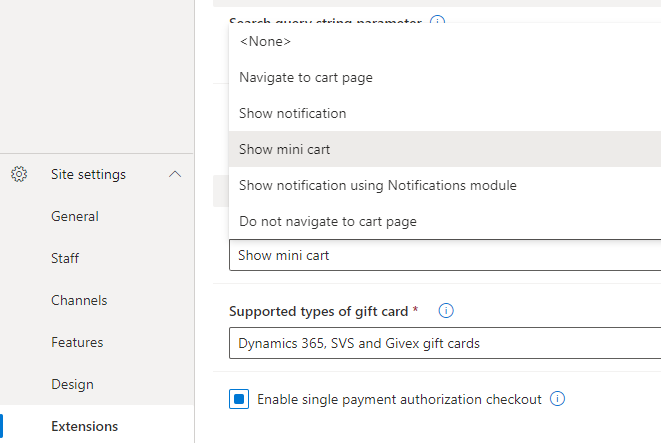 Search query string parameter
<None>
Navigate to cart page
Show notification
Show mini cart
Show notification using Notifications module
Do not navigate to cart page
Show mini cart
Supported types of gift card *
Dynamics 365, SVS and Givex gift cards
Enable single payment authorization checkout
Site settings
General
Staff
Channels
Features
Design
Extensions